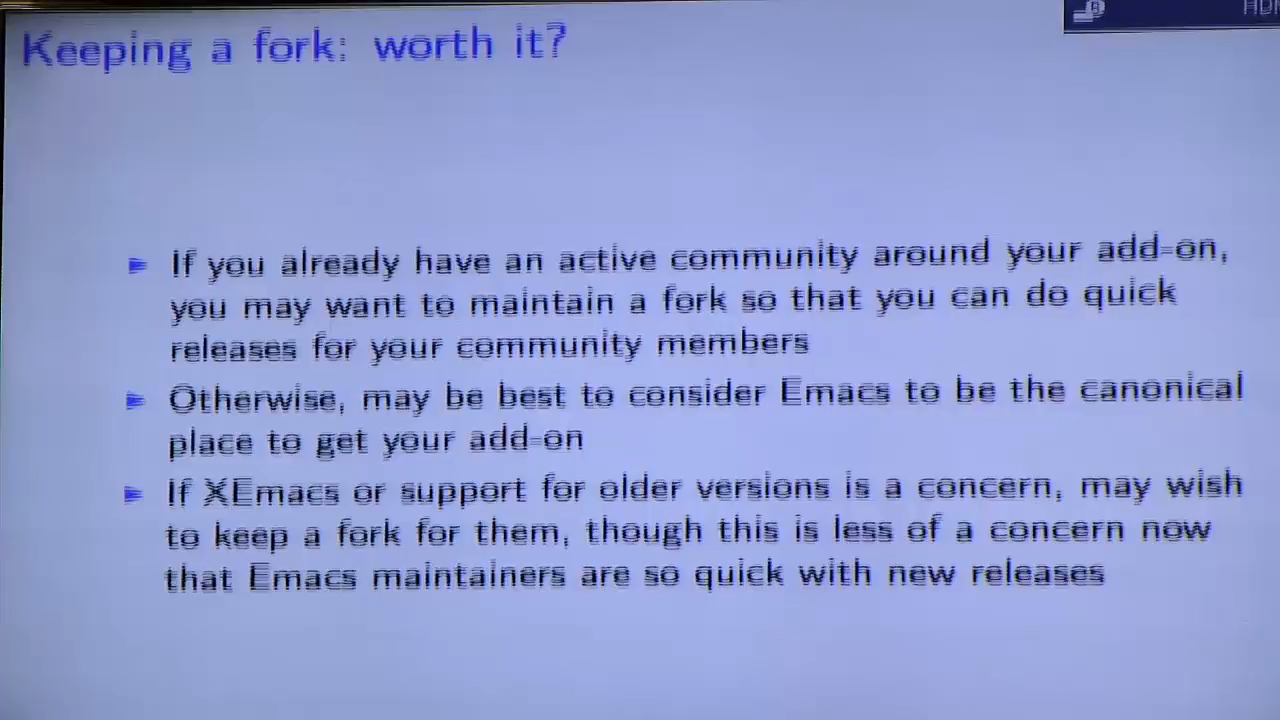 Keeping a fork: worth it?
If you already have an active community around your add-on,
you may want to maintain a fork so that you can do quick
releases for your community members
Otherwise, may be best to consider Emacs to be the canonical
place to get your add-on
If XEmacs or support for older versions is a concern, may wish
to keep a fork for them, though this is less of a concern now
that Emacs maintainers are so quick with new releases